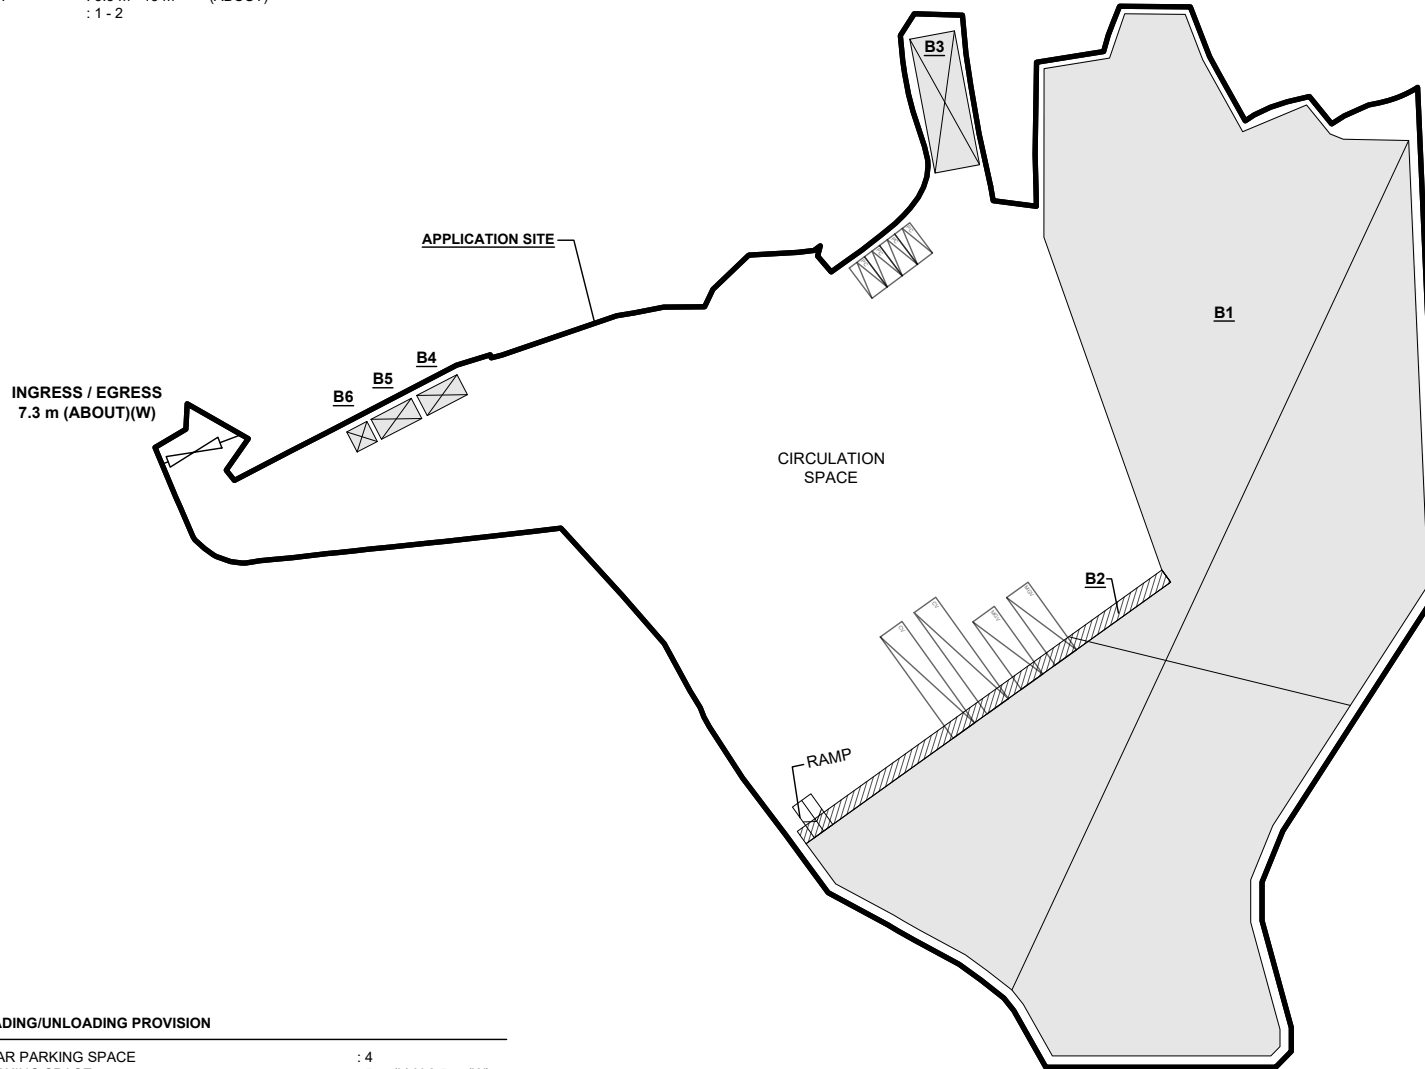 : 1 - 2
B3
APPLICATION SITE
B1
B4
B5
B6
INGRESS / EGRESS
7.3 m (ABOUT)(W)
CIRCULATION
SPACE
B2
RAMP
ADING/UNLOADING PROVISION
AR PARKING SPACE : 4